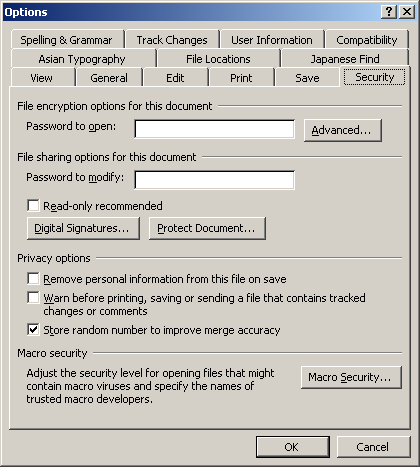 Options
Spelling & Grammar Track Changes User Information Compatibility
Asian Typography File Locations Japanese Find
View General Edit Print Save Security
File encryption options for this document
Password to open: Advanced...
File sharing options for this document
Password to modify:
Read-only recommended
Digital Signatures... Protect Document...
Privacy options
Remove personal information from this file on save
Warn before printing, saving or sending a file that contains tracked
changes or comments
Store random number to improve merge accuracy
Macro security
Adjust the security level for opening files that might
contain macro viruses and specify the names of
trusted macro developers.
Macro Security...
OK Cancel